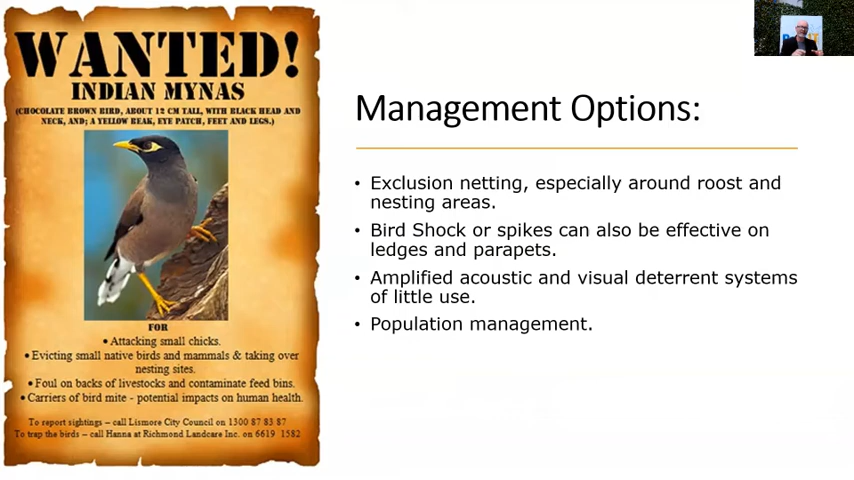 WANTED!
INDIAN MYNAS
(CHOCOLATE BROWN BIRD, ABOUT 12 CM TALL, WITH BLACK HEAD AND
NECK, AND; A YELLOW BEAK, EYE PATCH, FEET AND LEGS.)
FOR
• Attacking small chicks.
• Evicting small native birds and mammals & taking over
nesting sites.
• Foul on backs of livestocks and contaminate feed bins.
• Carriers of bird mite - potential impacts on human health.
To report sightings – call Lismore City Council on 1300 87 83 87
To trap the birds – call Hanna at Richmond Landcare Inc. on 6619 1582
Management Options:
• Exclusion netting, especially around roost and
nesting areas.
• Bird Shock or spikes can also be effective on
ledges and parapets.
• Amplified acoustic and visual deterrent systems
of little use.
• Population management.